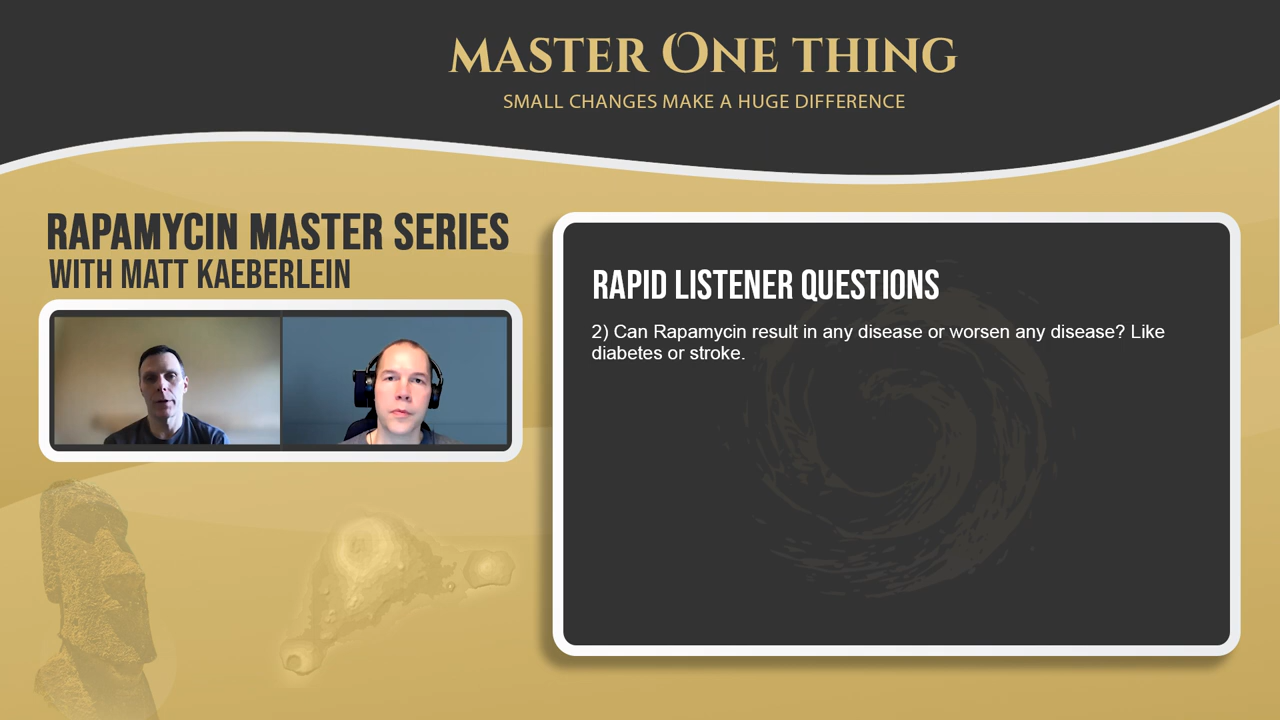 MASTER ONE THING
SMALL CHANGES MAKE A HUGE DIFFERENCE
RAPAMYCIN MASTER SERIES
WITH MATT KAEBERLEIN
RAPID LISTENER QUESTIONS
2) Can Rapamycin result in any disease or worsen any disease? Like
diabetes or stroke.